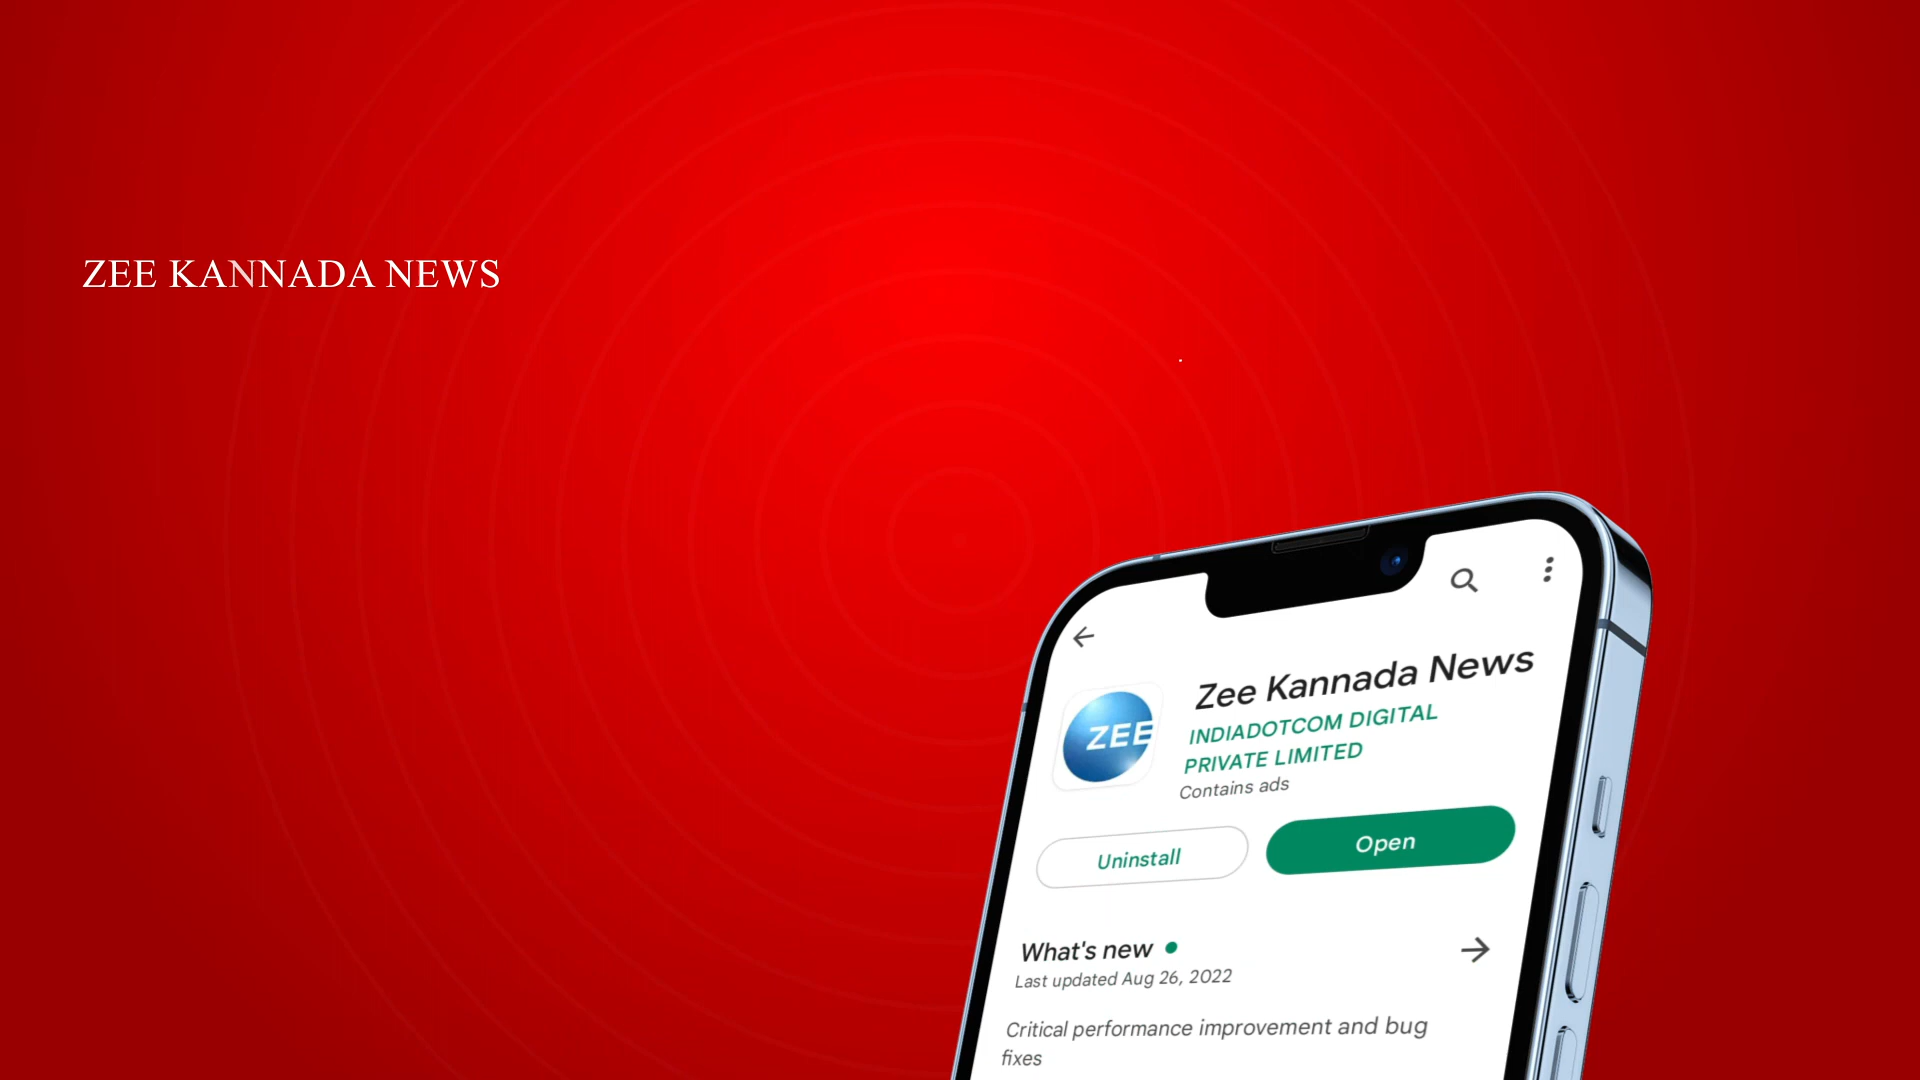 ZEE KANNADA NEWS
Zee Kannada News
INDIADOTCOM DIGITAL
PRIVATE LIMITED
Contains ads
ZEE
Uninstall
Open
What's new
Last updated Aug 26, 2022
Critical performance improvement and bug
fixes